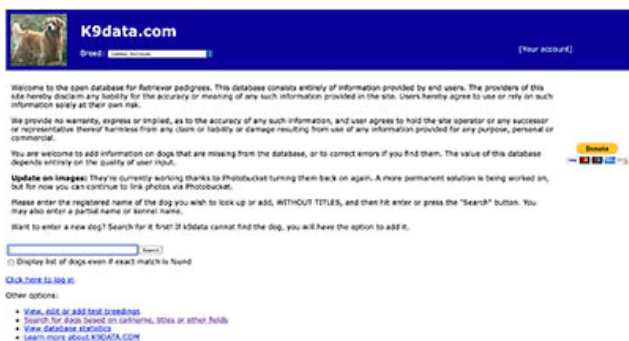 K9data.com
Breed: Golden Retriever
[Your account]
Welcome to the open database for Retriever pedigrees. This database consists entirely of information provided by end users. The providers of this
site hereby disclaim any liability for the accuracy or meaning of any such information provided in the site. Users hereby agree to use or rely on such
information solely at their own risk.
We provide no warranty, express or implied, as to the accuracy of any such information, and user agrees to hold the site operator or any successor
or representative thereof harmless from any claim or liability or damage resulting from use of any information provided for any purpose, personal or
commercial.
You are welcome to add information on dogs that are missing from the database, or to correct errors if you find them. The value of this database
depends entirely on the quality of user input.
Donate
Update on images: They're currently working thanks to Photobucket turning them back on again. A more permanent solution is being worked on,
but for now you can continue to link photos via Photobucket.
Please enter the registered name of the dog you wish to look up or add, WITHOUT TITLES, and then hit enter or press the "Search" button. You
may also enter a partial name or kennel name.
Want to enter a new dog? Search for it first! If k9data cannot find the dog, you will have the option to add it.
Search
Display list of dogs even if exact match is found
Click here to log in
Other options:
View, edit or add test breedings
Search for dogs based on callname, titles or other fields
View database statistics
Learn more about K9DATA.COM